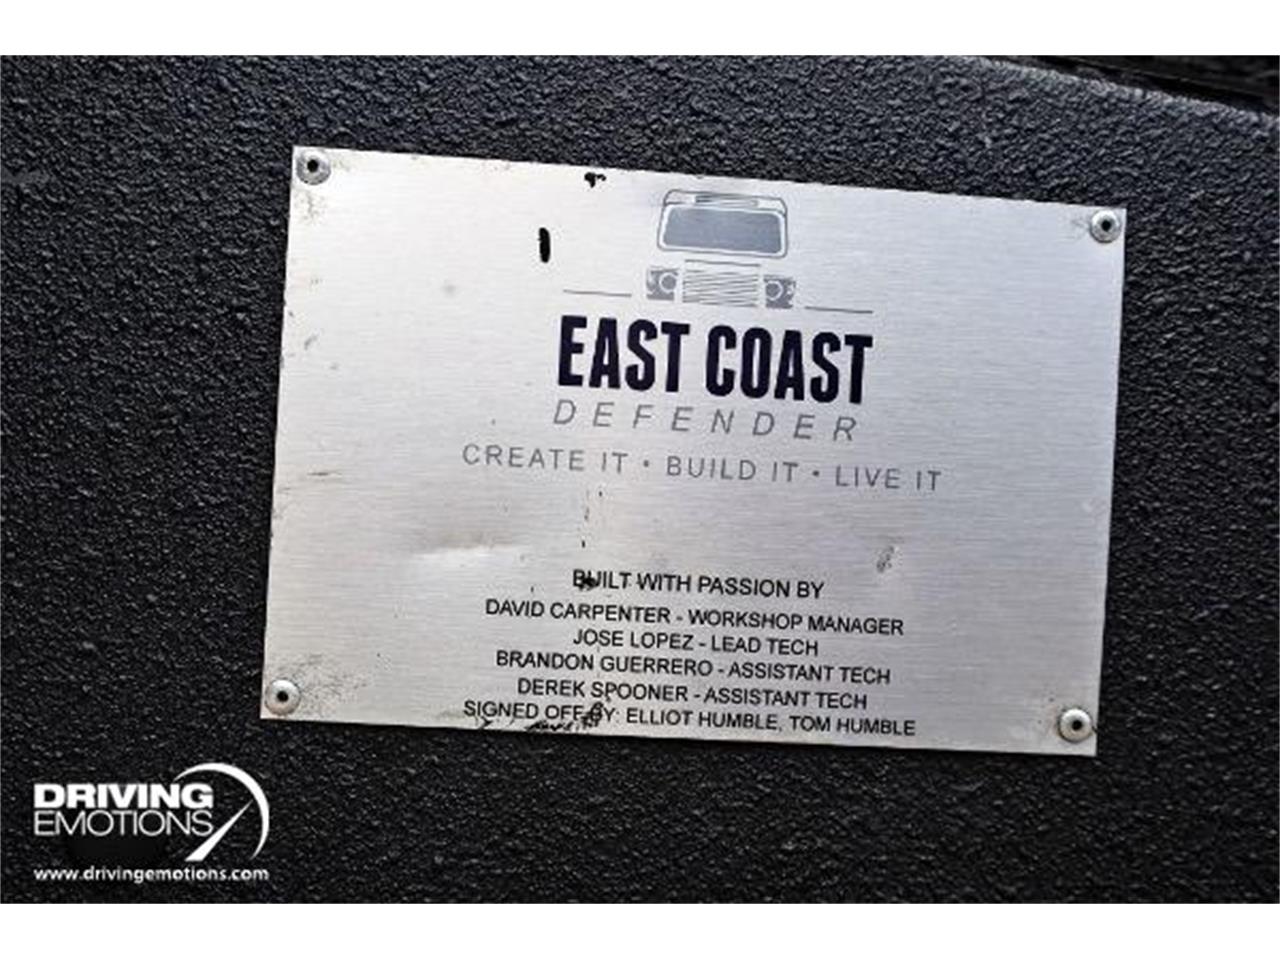 EAST COAST
DEFENDER
CREATE IT • BUILD IT • LIVE IT
BUILT WITH PASSION BY
DAVID CARPENTER - WORKSHOP MANAGER
JOSE LOPEZ - LEAD TECH
BRANDON GUERRERO - ASSISTANT TECH
DEREK SPOONER - ASSISTANT TECH
SIGNED OFF BY: ELLIOT HUMBLE, TOM HUMBLE
DRIVING
EMOTIONS
www.drivingemotions.com